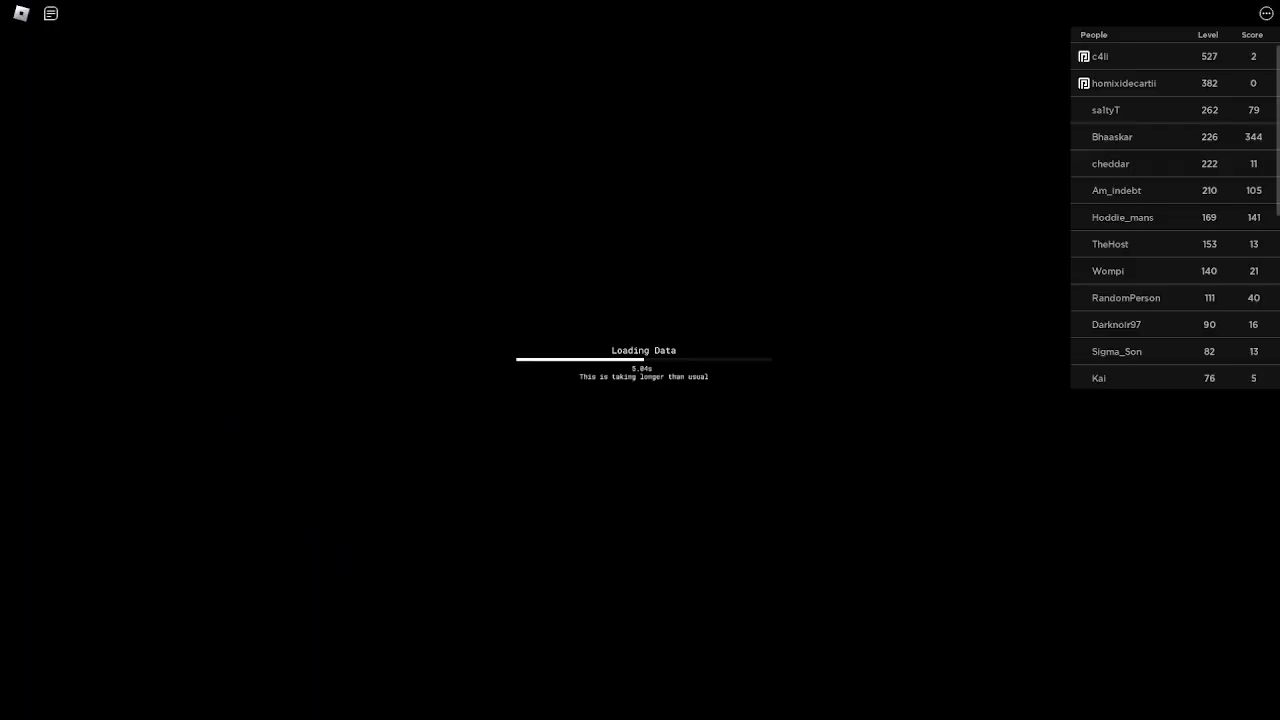 People Level Score
c4li 527 2
homixidecartii 382 0
saltyT 262 79
Bhaaskar 226 344
cheddar 222 11
Am_indebt 210 105
Hoddie_mans 169 141
TheHost 153 13
Wompi 140 21
RandomPerson 111 40
Darknoir97 90 16
Sigma_Son 82 13
Kai 76 5
Loading Data
5.04s
This is taking longer than usual